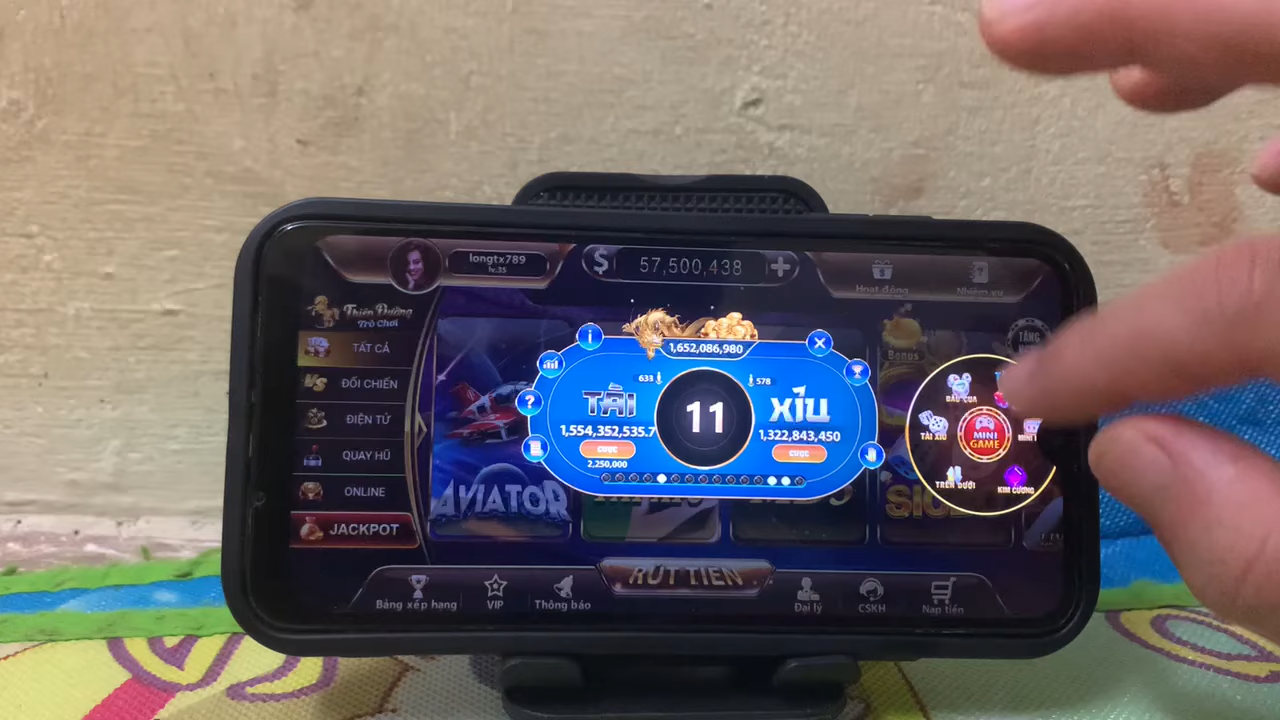 longtx789
lv.35
$ 57,500,438 +
Hoạt động
Nhiệm vụ
Thiên Đường
Trò Chơi
TẤT CẢ
ĐỐI CHIẾN
ĐIỆN TỬ
QUAY HŨ
ONLINE
JACKPOT
1,652,086,980
633
578
TÀI
11
XỈU
1,554,352,535.7
1,322,843,450
CƯỢC
CƯỢC
2,250,000
Bonus
TẶNG
BẦU CUA
TÀI XỈU
MINI
GAME
TRÊN DƯỚI
KIM CƯƠNG
AVIATOR
RÚT TIỀN
Bảng xếp hạng
VIP
Thông báo
Đại lý
CSKH
Nạp tiền